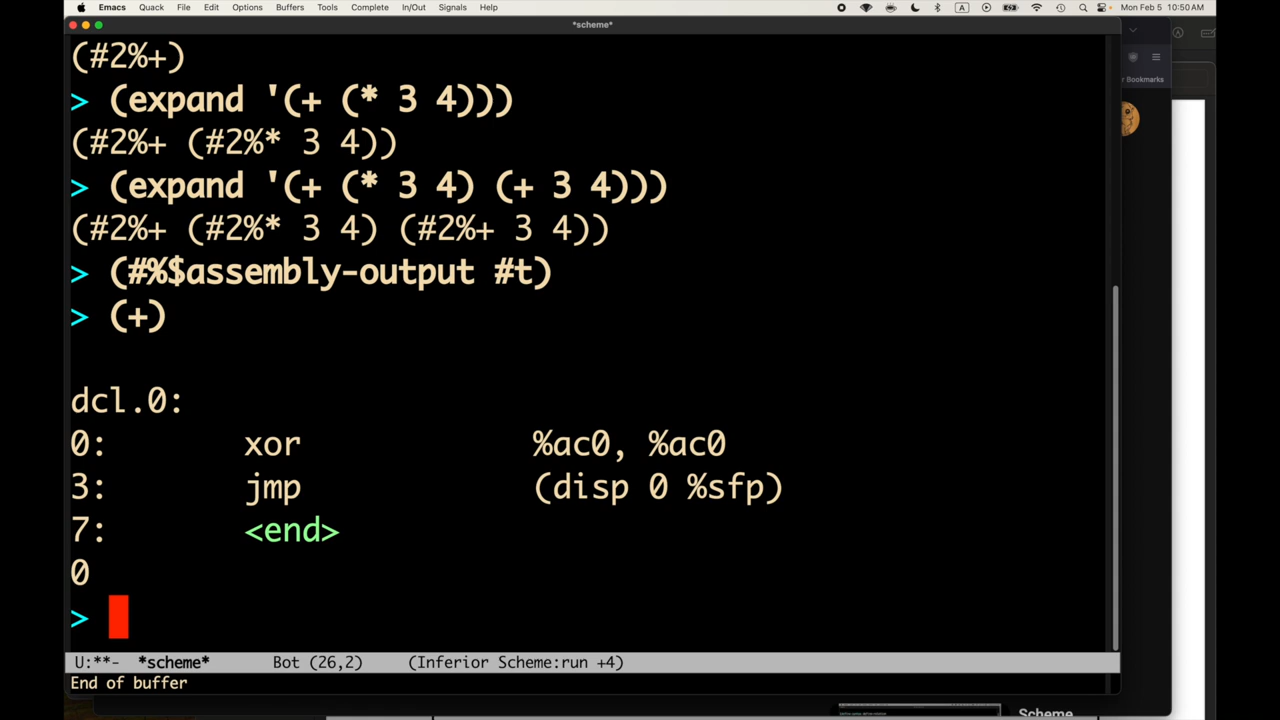 Emacs Quack File Edit Options Buffers Tools Complete In/Out Signals Help A Mon Feb 5 10:50 AM
*scheme*
(#2%+)
> (expand '(+ (* 3 4)))
(#2%+ (#2%* 3 4))
> (expand '(+ (* 3 4) (+ 3 4)))
(#2%+ (#2%* 3 4) (#2%+ 3 4))
> (#%$assembly-output #t)
> (+)
dcl.0:
0: xor %ac0, %ac0
3: jmp (disp 0 %sfp)
7: <end>
0
>
U:**- *scheme* Bot (26,2) (Inferior Scheme:run +4)
End of buffer
r Bookmarks
Scheme